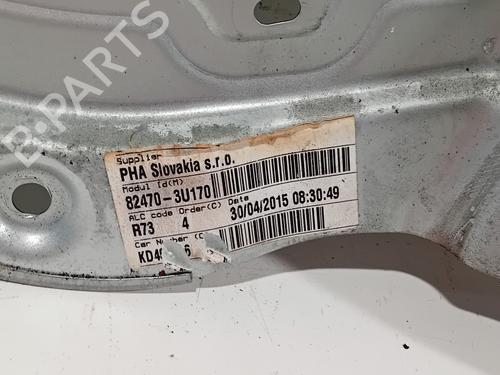 B-PARTS
Supplier
PHA Slovakia s.r.o.
Modul Id(M)
82470-3U170
ALC code Order(C) Date
R73 4 30/04/2015 08:30:49
Car Number (C